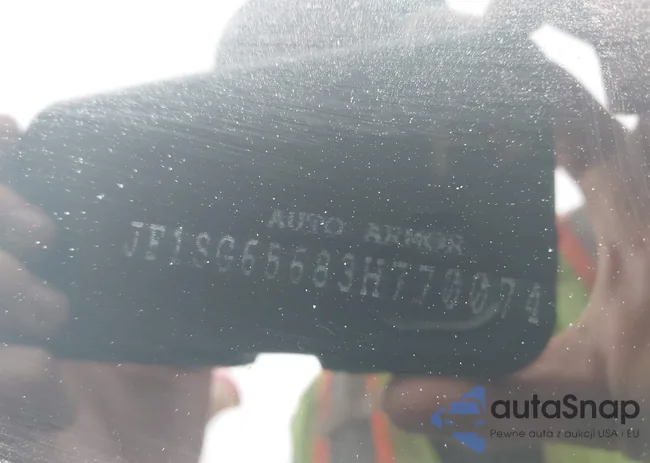 AUTO ARMOR
JF1SG65683H770074
autaSnap
Pewne auta z aukcji USA i EU